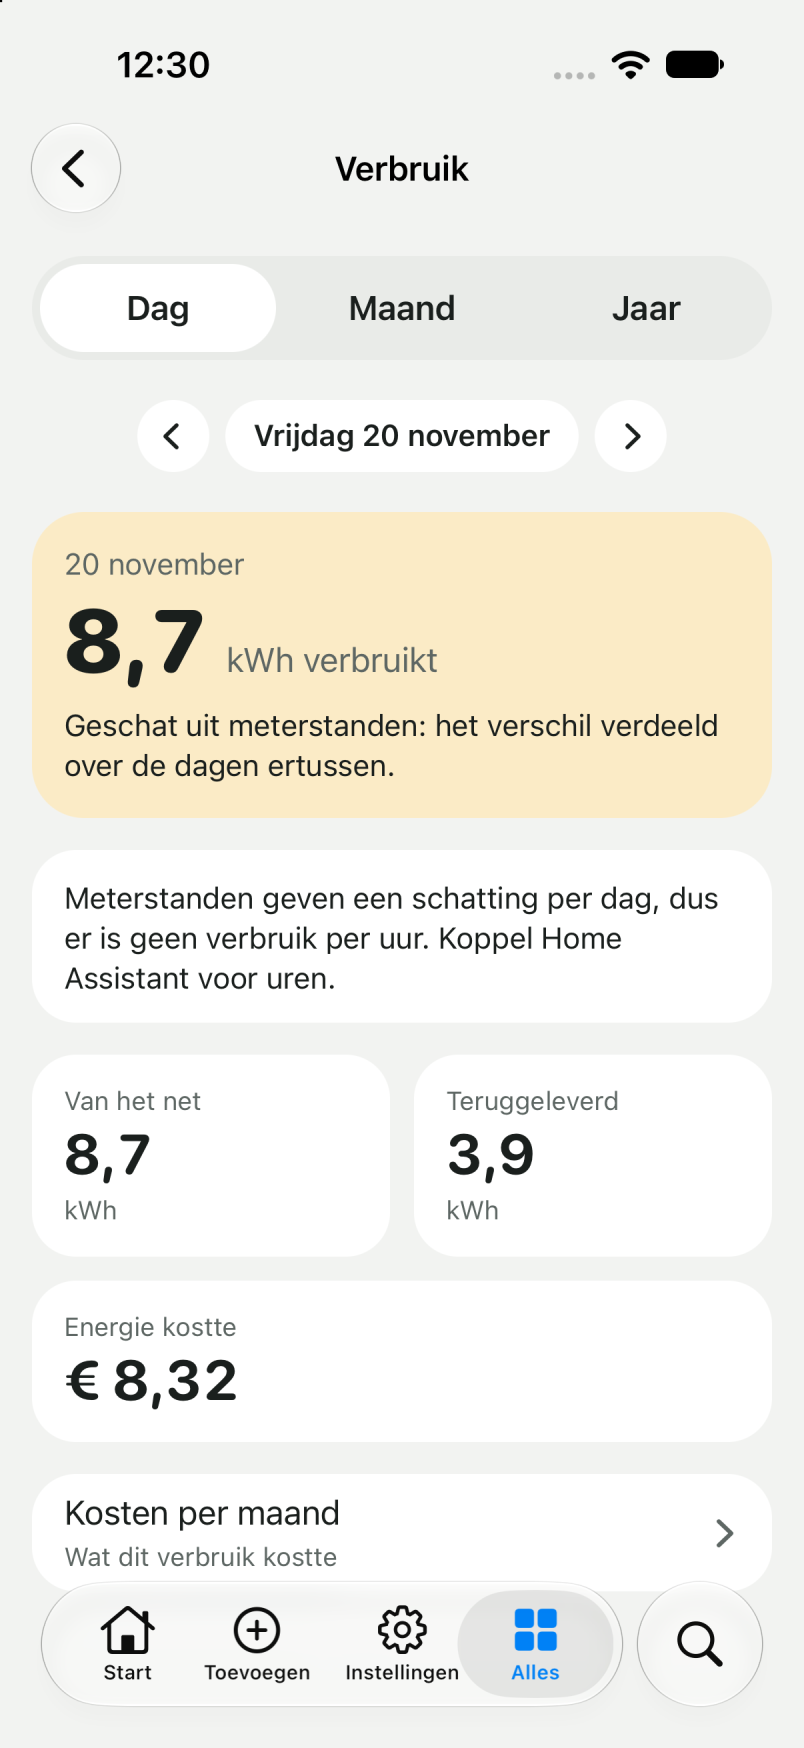 12:30
Verbruik
Dag
Maand
Jaar
Vrijdag 20 november
20 november
8,7 kWh verbruikt
Geschat uit meterstanden: het verschil verdeeld
over de dagen ertussen.
Meterstanden geven een schatting per dag, dus
er is geen verbruik per uur. Koppel Home
Assistant voor uren.
Van het net
8,7
kWh
Teruggeleverd
3,9
kWh
Energie kostte
€ 8,32
Kosten per maand
Wat dit verbruik kostte
Start
Toevoegen
Instellingen
Alles